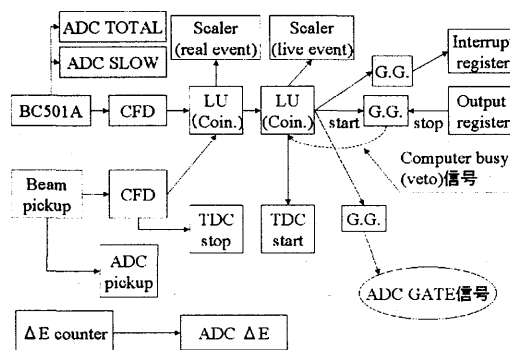 ADC TOTAL
ADC SLOW
BC501A
CFD
Scaler
(real event)
Scaler
(live event)
LU
(Coin.)
LU
(Coin.)
G.G.
Interrupt
register
start
G.G.
stop
Output
register
Computer busy
(veto)信号
Beam
pickup
CFD
TDC
stop
TDC
start
G.G.
ADC
pickup
ADC GATE信号
ΔE counter
ADC ΔE